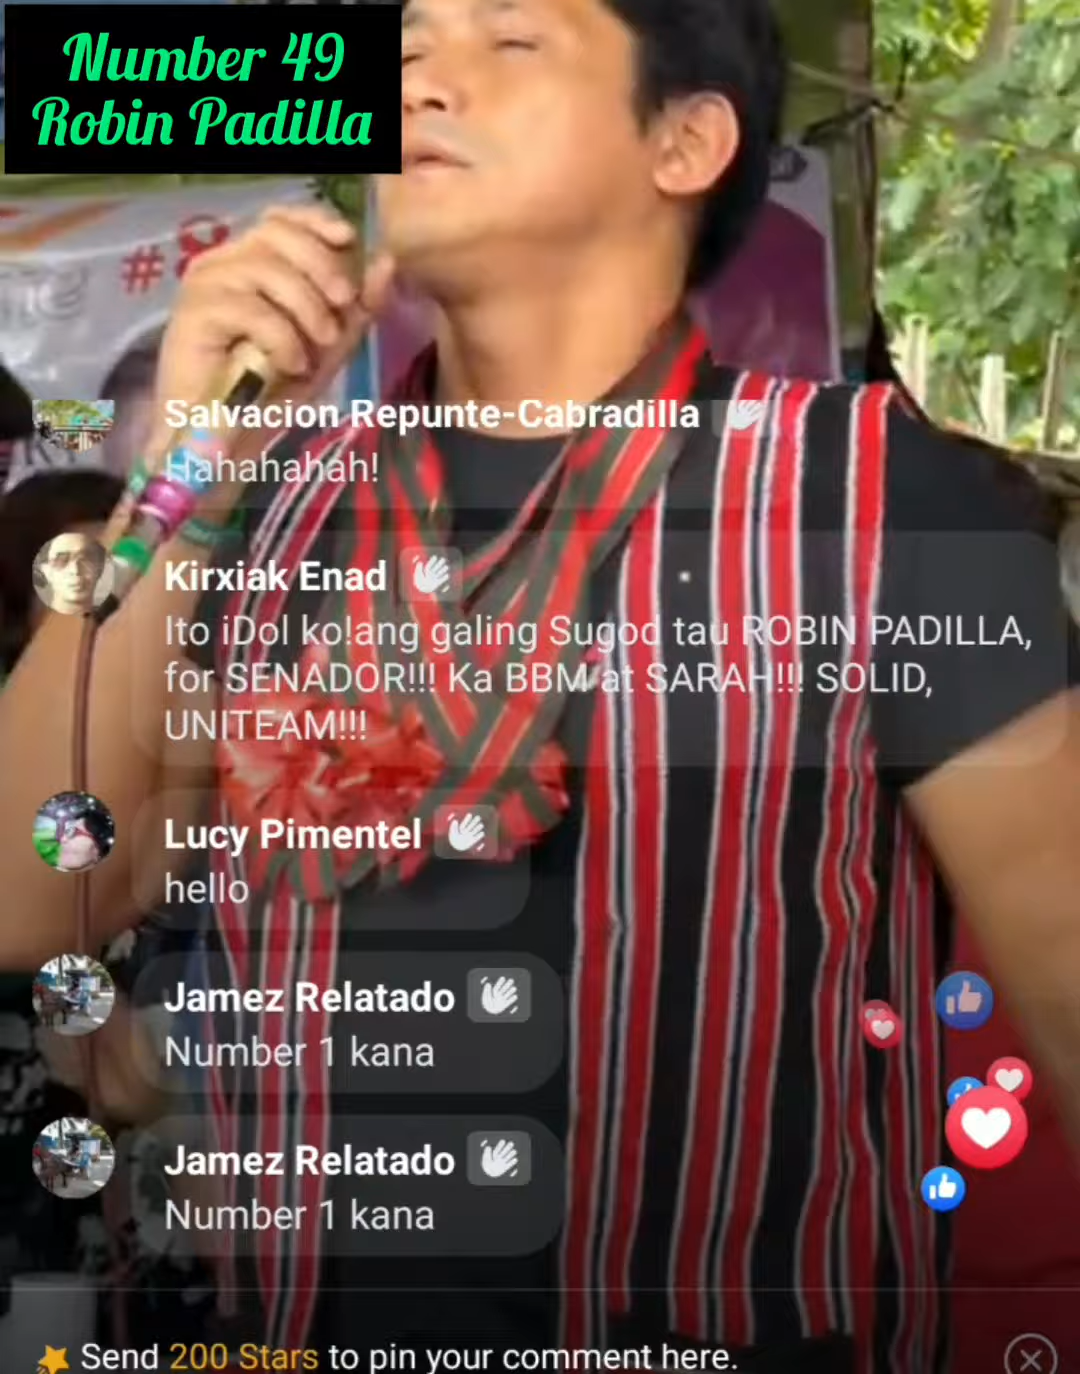 Number 49
Robin Padilla
#
Salvacion Repunte-Cabradilla
Hahahahah!
Kirxiak Enad
Ito iDol ko!ang galing Sugod tau ROBIN PADILLA,
for SENADOR!!! Ka BBM at SARAH!!! SOLID,
UNITEAM!!!
Lucy Pimentel
hello
Jamez Relatado
Number 1 kana
Jamez Relatado
Number 1 kana
Send 200 Stars to pin your comment here.